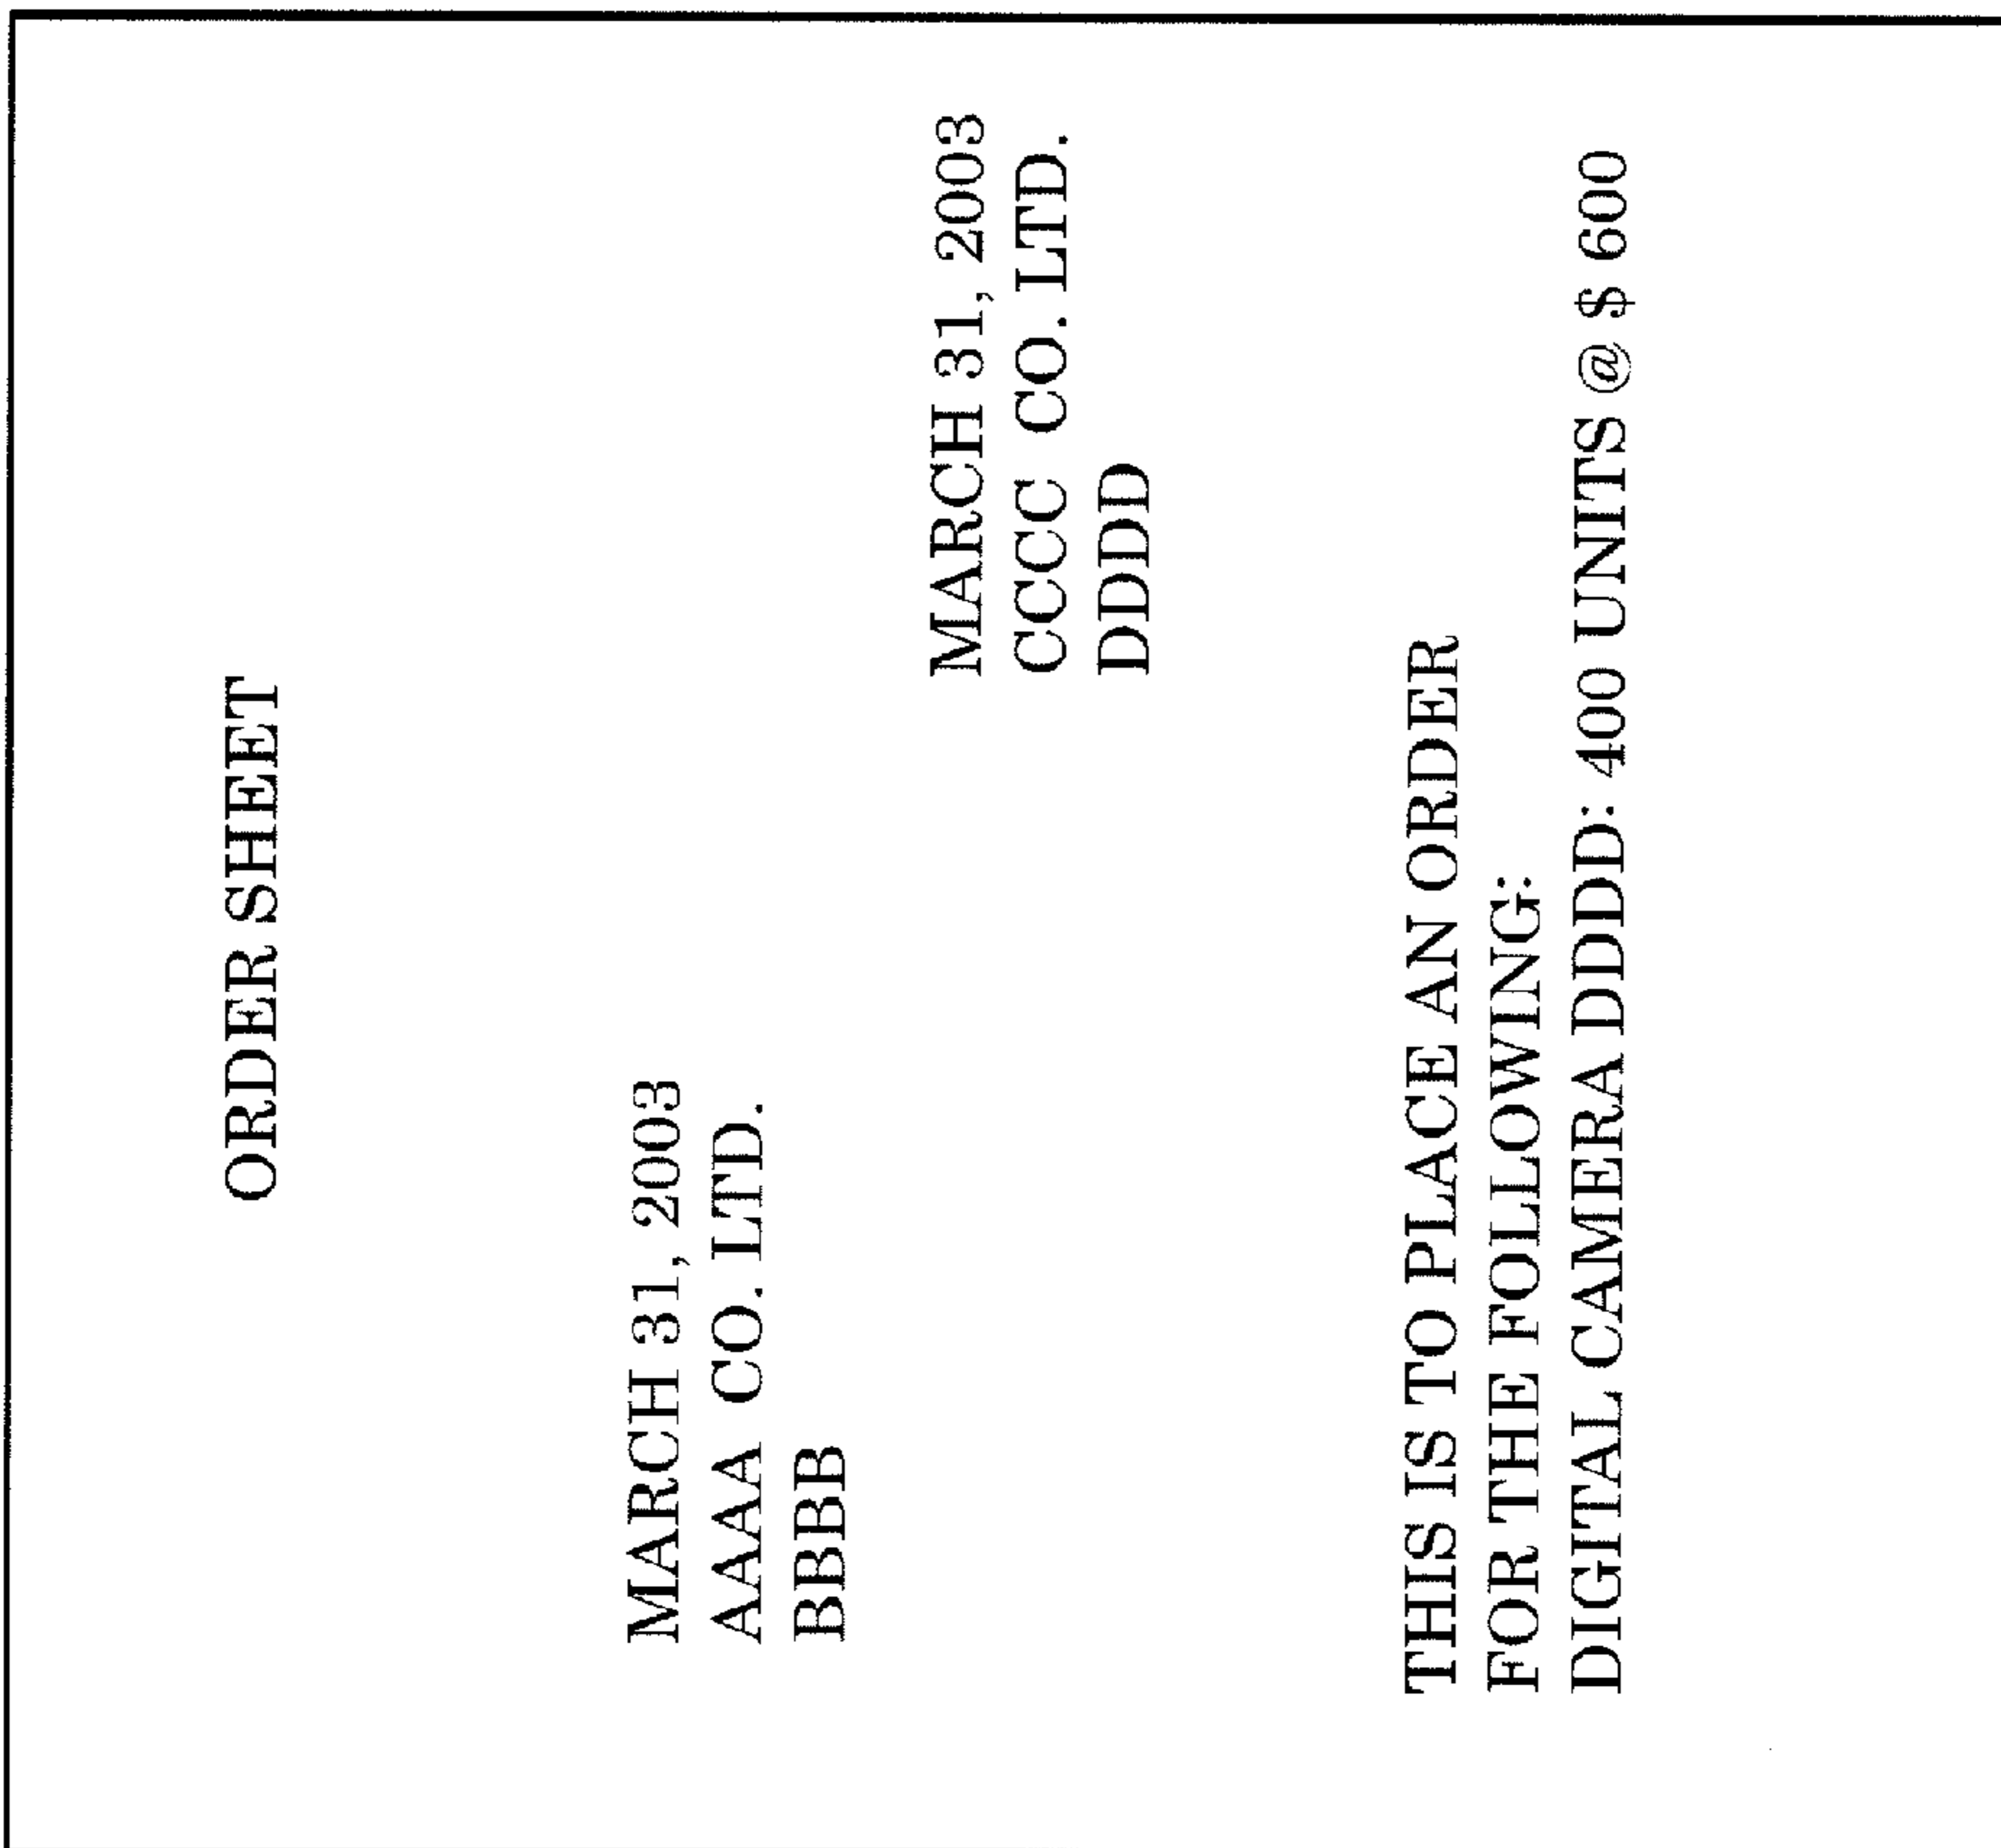 ORDER SHEET
MARCH 31, 2003
AAAA CO. LTD.
BBBB
MARCH 31, 2003
CCCC CO. LTD.
DDDD
THIS IS TO PLACE AN ORDER
FOR THE FOLLOWING:
DIGITAL CAMERA DDD: 400 UNITS @ $ 600